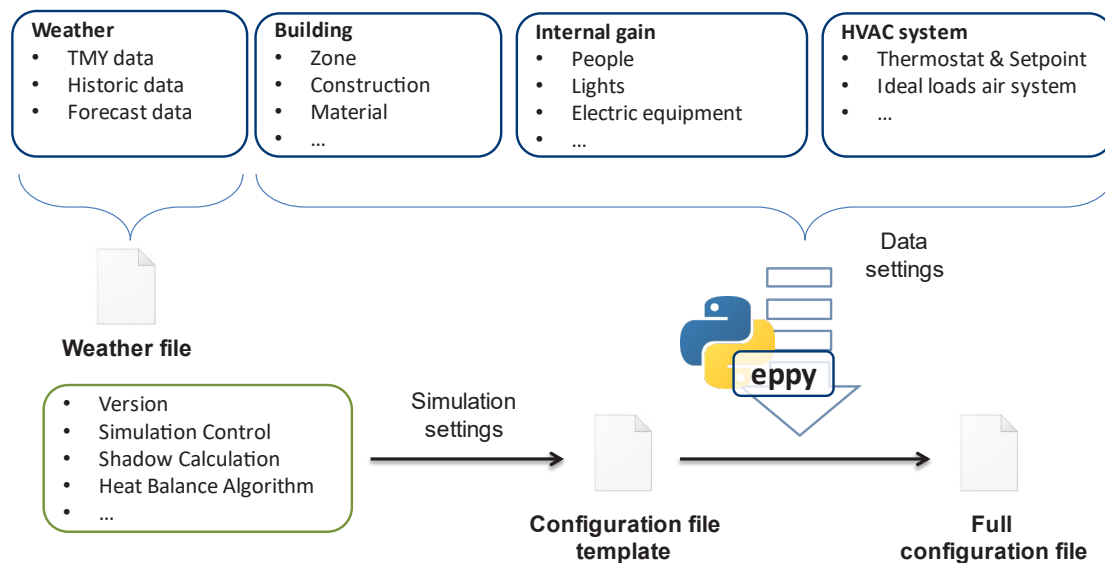 Weather
• TMY data
• Historic data
• Forecast data
Building
• Zone
• Construction
• Material
• ...
Internal gain
• People
• Lights
• Electric equipment
• ...
HVAC system
• Thermostat & Setpoint
• Ideal loads air system
• ...
Data
settings
Weather file
eppy
• Version
• Simulation Control
• Shadow Calculation
• Heat Balance Algorithm
• ...
Simulation
settings
Configuration file
template
Full
configuration file